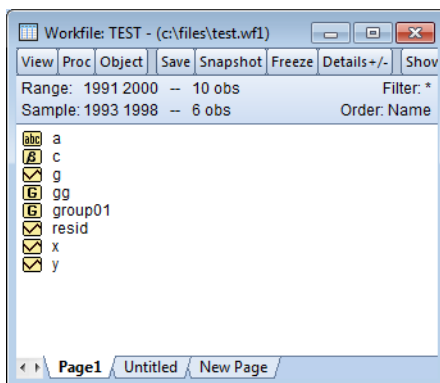 Workfile: TEST - (c:\files\test.wf1)
View Proc Object Save Snapshot Freeze Details+/- Show
Range: 1991 2000 -- 10 obs Filter: *
Sample: 1993 1998 -- 6 obs Order: Name
abc a
β c
g
G gg
G group01
resid
x
y
Page1 Untitled New Page